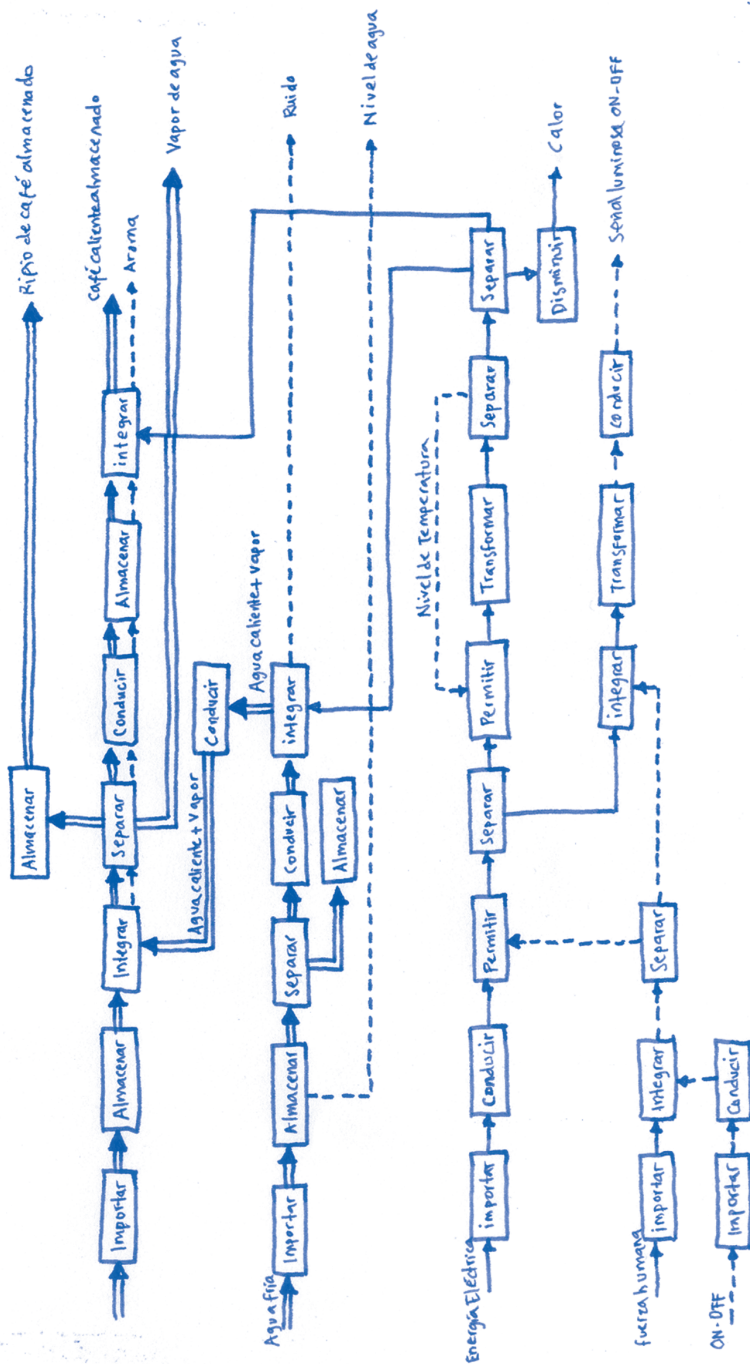 Ripio de café almacenado
Almacenar
Importar
Almacenar
Integrar
Separar
Conducir
Almacenar
integrar
café caliente almacenado
Aroma
Vapor de agua
Agua caliente + Vapor
Conducir
Agua caliente + Vapor
Agua fría
Importar
Almacenar
Separar
Conducir
integrar
Ruido
Almacenar
Nivel de agua
Nivel de Temperatura
Energía Eléctrica
importar
Conducir
Permitir
Separar
Permitir
Transformar
Separar
Separar
Disminuir
Calor
fuerza humana
importar
Integrar
Separar
integrar
Transformar
conducir
Señal luminosa ON-OFF
ON-OFF
Importar
Conducir